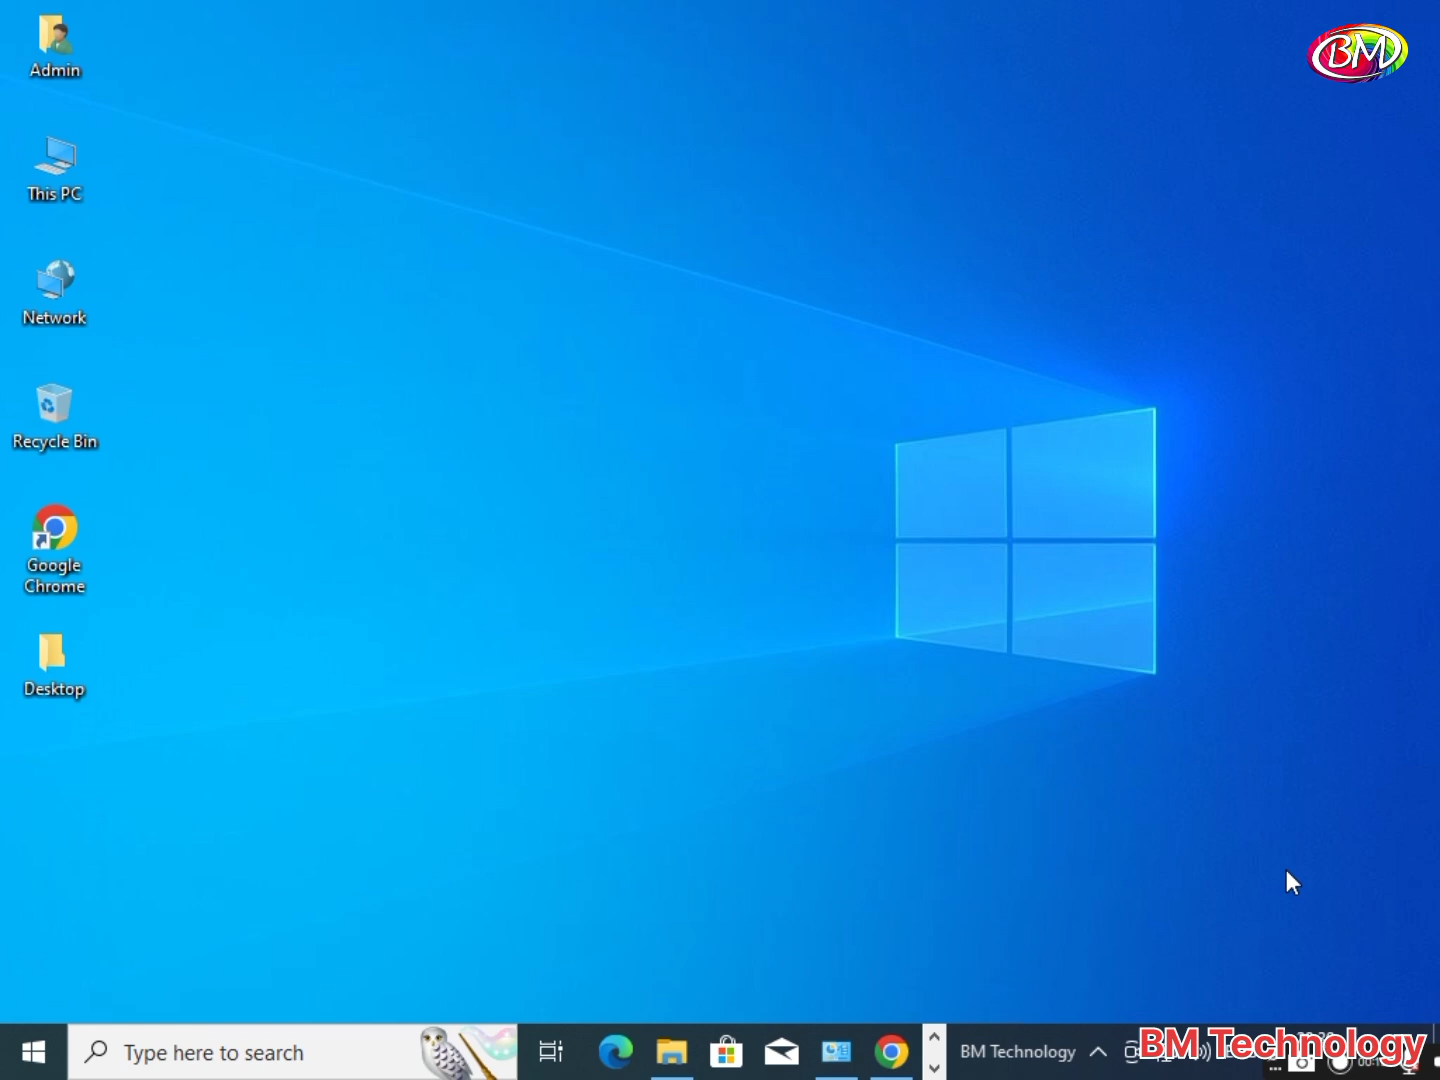 BM
Admin
This PC
Network
Recycle Bin
Google
Chrome
Desktop
Type here to search
BM Technology
BM Technology